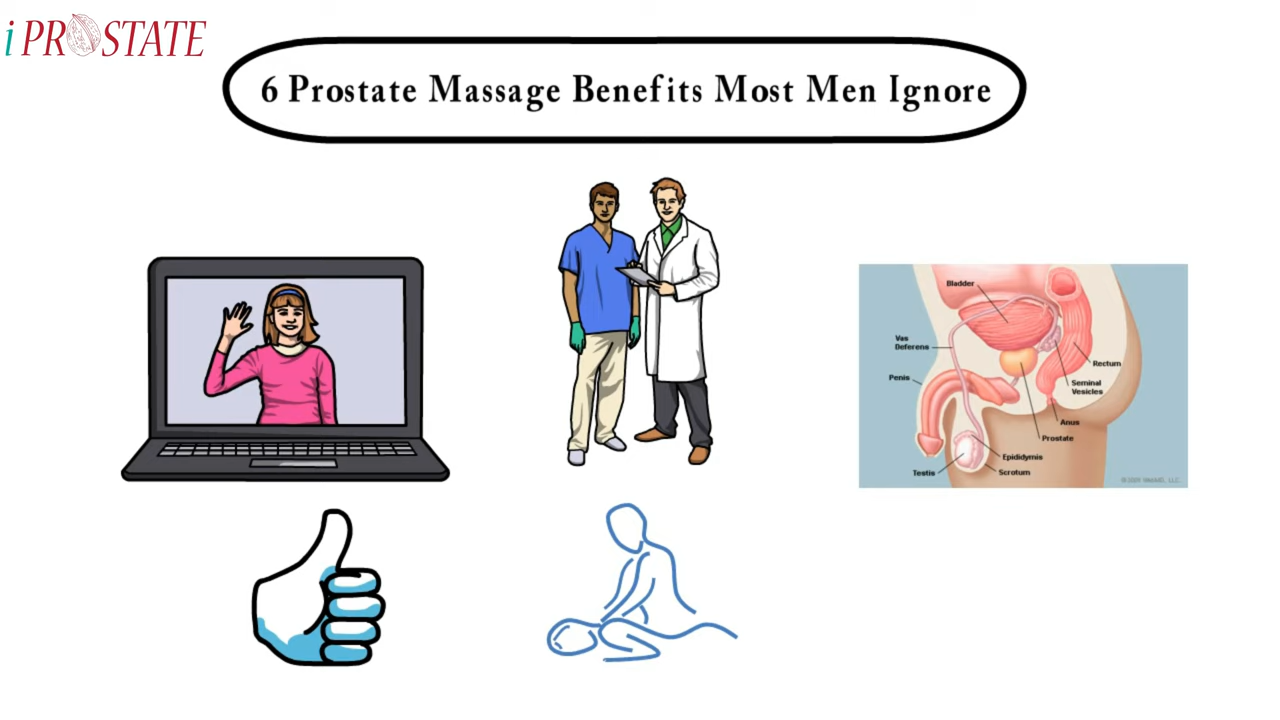 i PROSTATE
6 Prostate Massage Benefits Most Men Ignore
Bladder
Vas
Deferens
Penis
Rectum
Seminal
Vesicles
Anus
Prostate
Epididymis
Scrotum
Testis